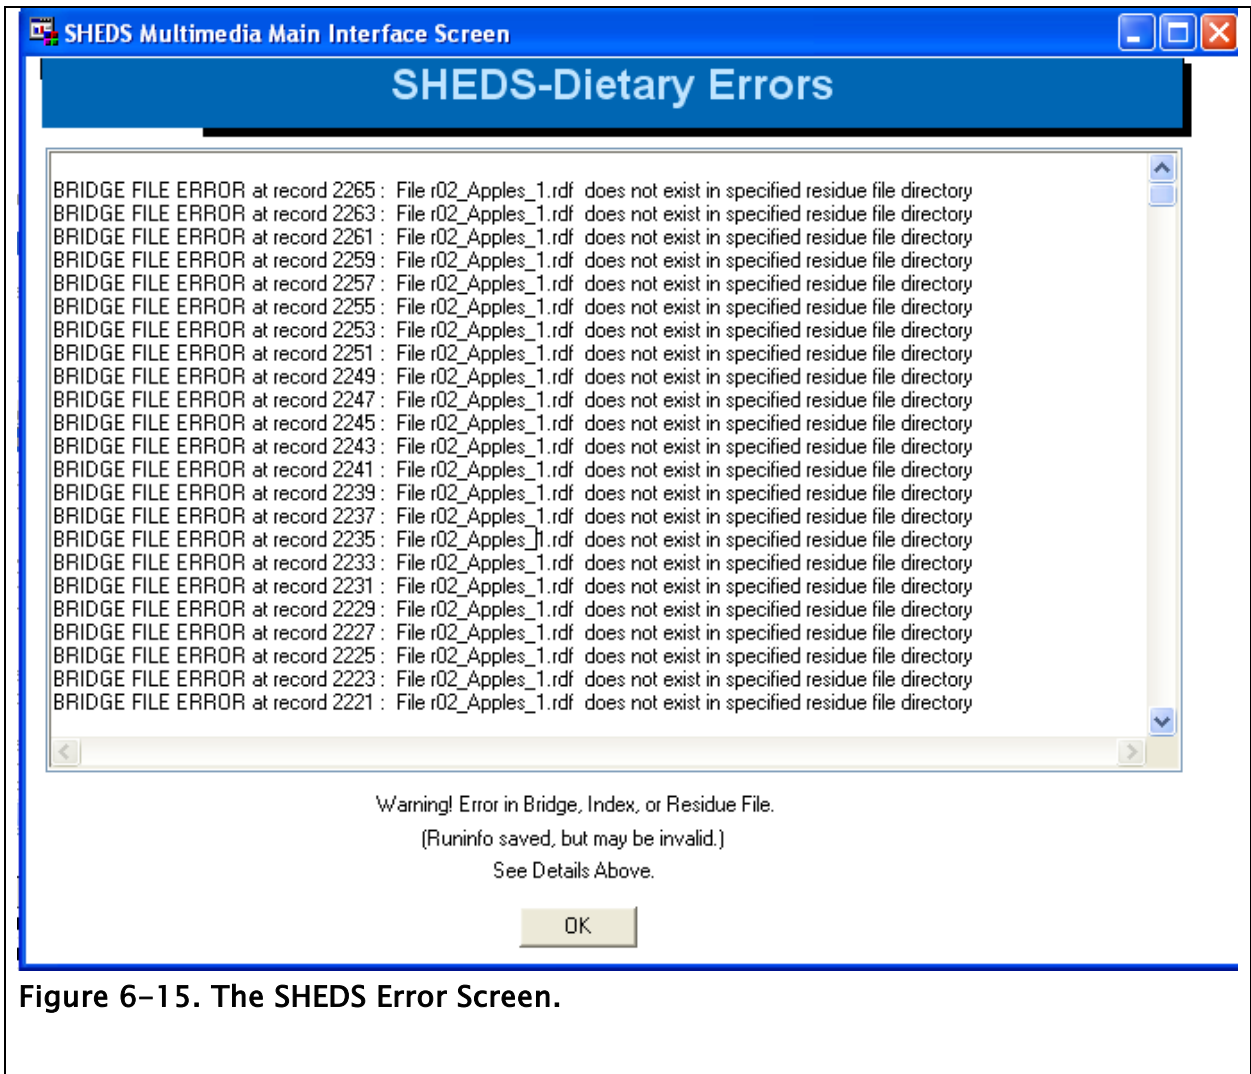 SHEDS Multimedia Main Interface Screen
SHEDS-Dietary Errors
BRIDGE FILE ERROR at record 2265 : File r02_Apples_1.rdf does not exist in specified residue file directory
BRIDGE FILE ERROR at record 2263 : File r02_Apples_1.rdf does not exist in specified residue file directory
BRIDGE FILE ERROR at record 2261 : File r02_Apples_1.rdf does not exist in specified residue file directory
BRIDGE FILE ERROR at record 2259 : File r02_Apples_1.rdf does not exist in specified residue file directory
BRIDGE FILE ERROR at record 2257 : File r02_Apples_1.rdf does not exist in specified residue file directory
BRIDGE FILE ERROR at record 2255 : File r02_Apples_1.rdf does not exist in specified residue file directory
BRIDGE FILE ERROR at record 2253 : File r02_Apples_1.rdf does not exist in specified residue file directory
BRIDGE FILE ERROR at record 2251 : File r02_Apples_1.rdf does not exist in specified residue file directory
BRIDGE FILE ERROR at record 2249 : File r02_Apples_1.rdf does not exist in specified residue file directory
BRIDGE FILE ERROR at record 2247 : File r02_Apples_1.rdf does not exist in specified residue file directory
BRIDGE FILE ERROR at record 2245 : File r02_Apples_1.rdf does not exist in specified residue file directory
BRIDGE FILE ERROR at record 2243 : File r02_Apples_1.rdf does not exist in specified residue file directory
BRIDGE FILE ERROR at record 2241 : File r02_Apples_1.rdf does not exist in specified residue file directory
BRIDGE FILE ERROR at record 2239 : File r02_Apples_1.rdf does not exist in specified residue file directory
BRIDGE FILE ERROR at record 2237 : File r02_Apples_1.rdf does not exist in specified residue file directory
BRIDGE FILE ERROR at record 2235 : File r02_Apples_1.rdf does not exist in specified residue file directory
BRIDGE FILE ERROR at record 2233 : File r02_Apples_1.rdf does not exist in specified residue file directory
BRIDGE FILE ERROR at record 2231 : File r02_Apples_1.rdf does not exist in specified residue file directory
BRIDGE FILE ERROR at record 2229 : File r02_Apples_1.rdf does not exist in specified residue file directory
BRIDGE FILE ERROR at record 2227 : File r02_Apples_1.rdf does not exist in specified residue file directory
BRIDGE FILE ERROR at record 2225 : File r02_Apples_1.rdf does not exist in specified residue file directory
BRIDGE FILE ERROR at record 2223 : File r02_Apples_1.rdf does not exist in specified residue file directory
BRIDGE FILE ERROR at record 2221 : File r02_Apples_1.rdf does not exist in specified residue file directory
Warning! Error in Bridge, Index, or Residue File.
(Runinfo saved, but may be invalid.)
See Details Above.
OK
Figure 6-15. The SHEDS Error Screen.